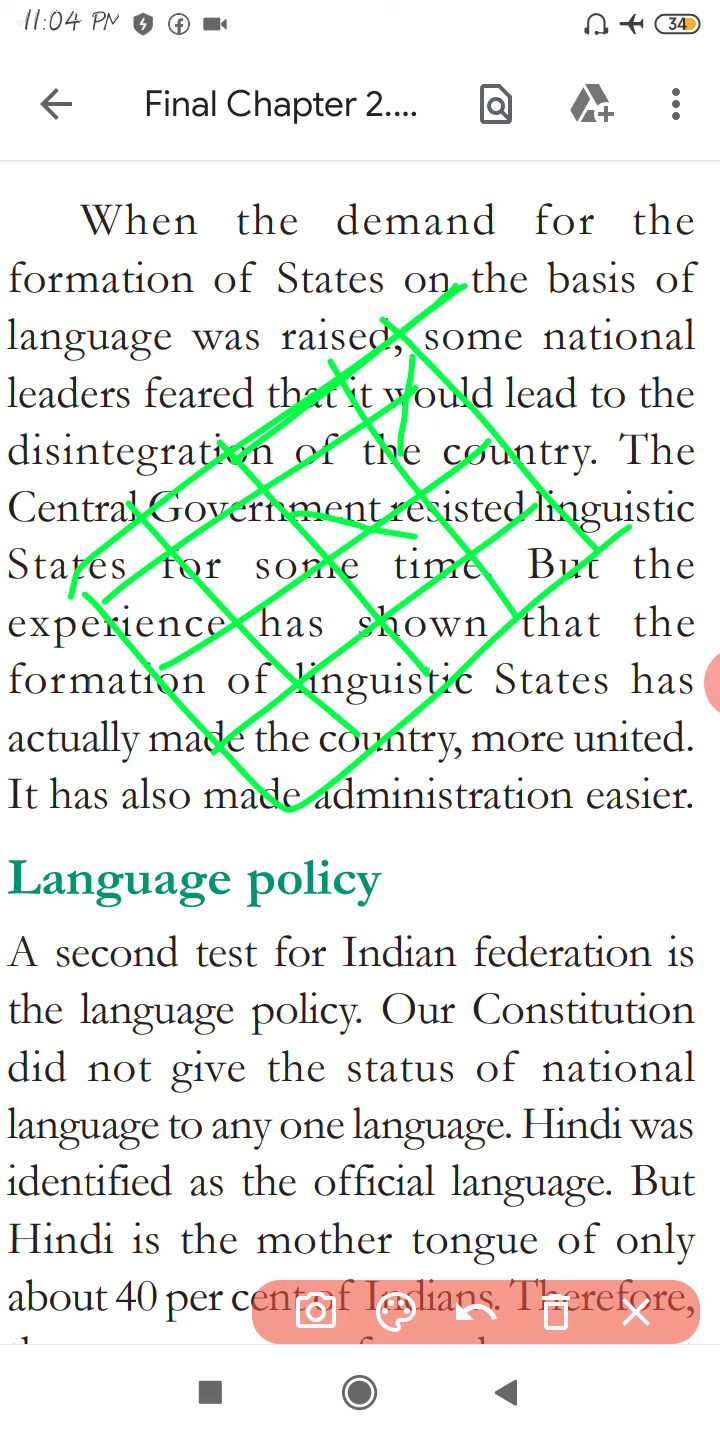 11:04 PM
34
Final Chapter 2....
When the demand for the
formation of States on the basis of
language was raised, some national
leaders feared that it would lead to the
disintegration of the country. The
Central Government resisted linguistic
States for some time. But the
experience has shown that the
formation of linguistic States has
actually made the country, more united.
It has also made administration easier.
Language policy
A second test for Indian federation is
the language policy. Our Constitution
did not give the status of national
language to any one language. Hindi was
identified as the official language. But
Hindi is the mother tongue of only
about 40 per cent of Indians. Therefore,